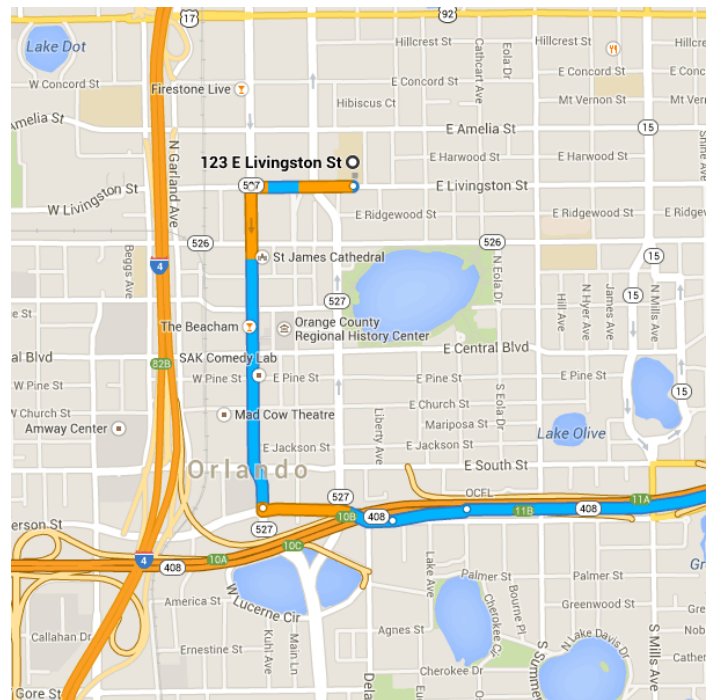 17
92
Lake Dot
Hillcrest St
Hillcrest St
Eola Dr
Cathcart Ave
W Concord St
E Concord St
E Concord St
Firestone Live
Hibiscus Ct
Mt Vernon St
Amelia St
E Amelia St
15
Shine Ave
N Garland Ave
123 E Livingston St
E Harwood St
E Harwood St
527
E Livingston St
W Livingston St
E Ridgewood St
E Ridgewood St
526
526
15
Beggs Ave
St James Cathedral
4
N Eola Dr
15
527
Hill Ave
N Hyer Ave
James Ave
N Mills Ave
The Beacham
Orange County
Regional History Center
E Central Blvd
al Blvd
82B
SAK Comedy Lab
W Pine St
W Pine St
E Pine St
E Pine St
E Pine St
15
W Church St
Mad Cow Theatre
E Church St
S Eola Dr
Amway Center
Liberty Ave
Mariposa St
Lake Olive
E Jackson St
E Jackson St
Orlando
E South St
OCFL
11A
527
erson St
527
10B
408
11B
408
10C
10A
4
408
Lake Ave
Palmer St
Palmer St
America St
W Lucerne Cir
Cherokee Cir
Bourne Pl
Greenwood St
Callahan Dr
Kuhl Ave
Main Ln
Agnes St
N Lake Davis Dr
S Mills Ave
Ernestine St
Cherokee Dr
Gore St